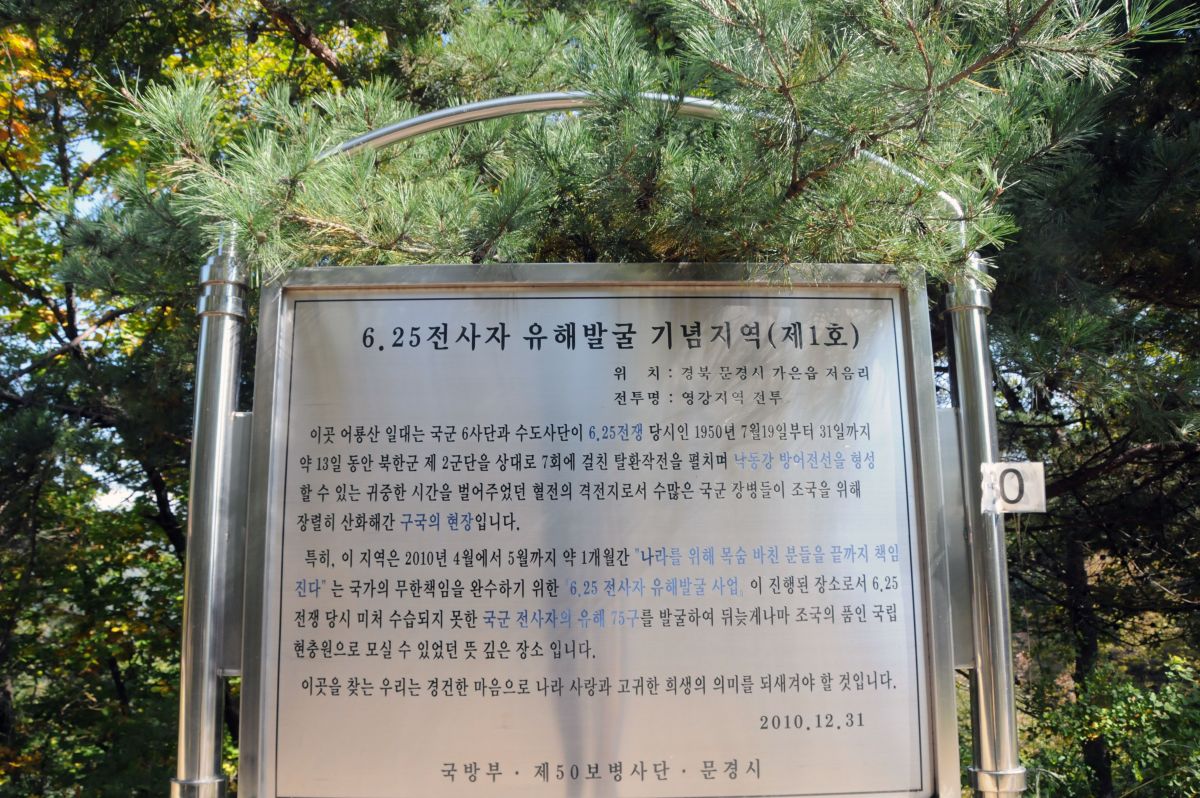 6.25전사자 유해발굴 기념지역(제1호)
위 치 : 경북 문경시 가은읍 저음리
전투명 : 영강지역 전투
이곳 어룡산 일대는 국군 6사단과 수도사단이 6.25전쟁 당시인 1950년 7월19일부터 31일까지
약 13일 동안 북한군 제 2군단을 상대로 7회에 걸친 탈환작전을 펼치며 낙동강 방어전선을 형성
할 수 있는 귀중한 시간을 벌어주었던 혈전의 격전지로서 수많은 국군 장병들이 조국을 위해
장렬히 산화해간 구국의 현장입니다.
특히, 이 지역은 2010년 4월에서 5월까지 약 1개월간 "나라를 위해 목숨 바친 분들을 끝까지 책임
진다" 는 국가의 무한책임을 완수하기 위한 『6.25 전사자 유해발굴 사업』이 진행된 장소로서 6.25
전쟁 당시 미처 수습되지 못한 국군 전사자의 유해 75구를 발굴하여 뒤늦게나마 조국의 품인 국립
현충원으로 모실 수 있었던 뜻 깊은 장소 입니다.
이곳을 찾는 우리는 경건한 마음으로 나라 사랑과 고귀한 희생의 의미를 되새겨야 할 것입니다.
2010.12.31
국방부 · 제50보병사단 · 문경시
0